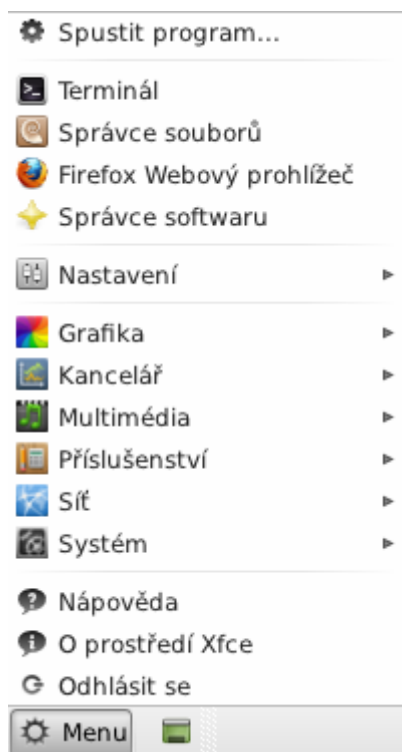 Spustit program...
Terminál
Správce souborů
Firefox Webový prohlížeč
Správce softwaru
Nastavení
Grafika
Kancelář
Multimédia
Příslušenství
Síť
Systém
Nápověda
O prostředí Xfce
Odhlásit se
Menu